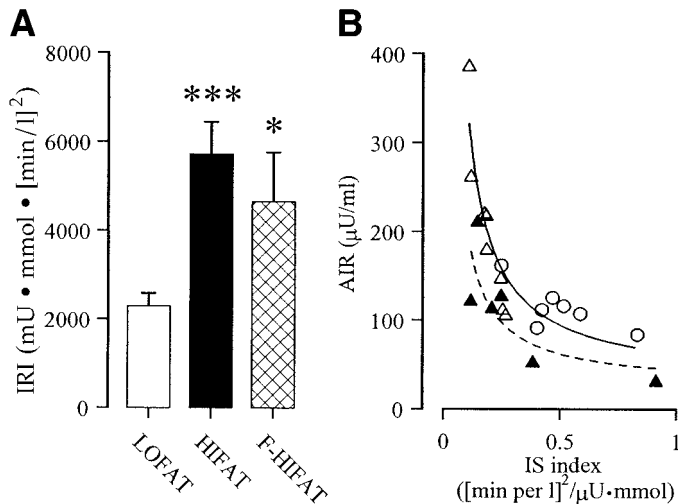 A
IRI (mU • mmol • [min/l]²)
8000
6000
4000
2000
0
***
*
LOFAT
HIFAT
F-HIFAT
B
AIR (μU/ml)
400
300
200
100
0
0
0.5
1
IS index
([min per l]²/μU•mmol)